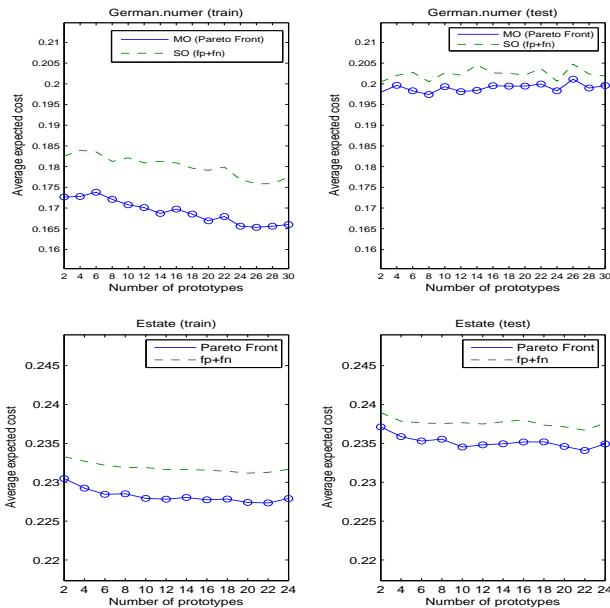 German.numer (train)
MO (Pareto Front)
SO (fp+fn)
0.21
0.205
0.2
0.195
0.19
0.185
0.18
0.175
0.17
0.165
0.16
Average expected cost
2 4 6 8 10 12 14 16 18 20 22 24 26 28 30
Number of prototypes
German.numer (test)
MO (Pareto Front)
SO (fp+fn)
0.21
0.205
0.2
0.195
0.19
0.185
0.18
0.175
0.17
0.165
0.16
Average expected cost
2 4 6 8 10 12 14 16 18 20 22 24 26 28 30
Number of prototypes
Estate (train)
Pareto Front
fp+fn
0.245
0.24
0.235
0.23
0.225
0.22
Average expected cost
2 4 6 8 10 12 14 16 18 20 22 24
Number of prototypes
Estate (test)
Pareto Front
fp+fn
0.245
0.24
0.235
0.23
0.225
0.22
Average expected cost
2 4 6 8 10 12 14 16 18 20 22 24
Number of prototypes